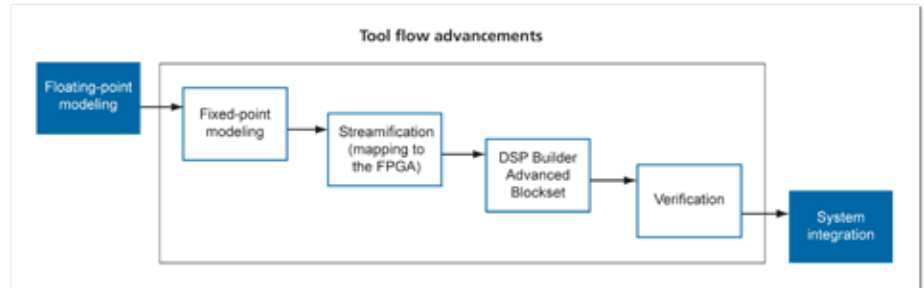 Tool flow advancements
Floating-point
modeling
Fixed-point
modeling
Streamification
(mapping to
the FPGA)
DSP Builder
Advanced
Blockset
Verification
System
integration